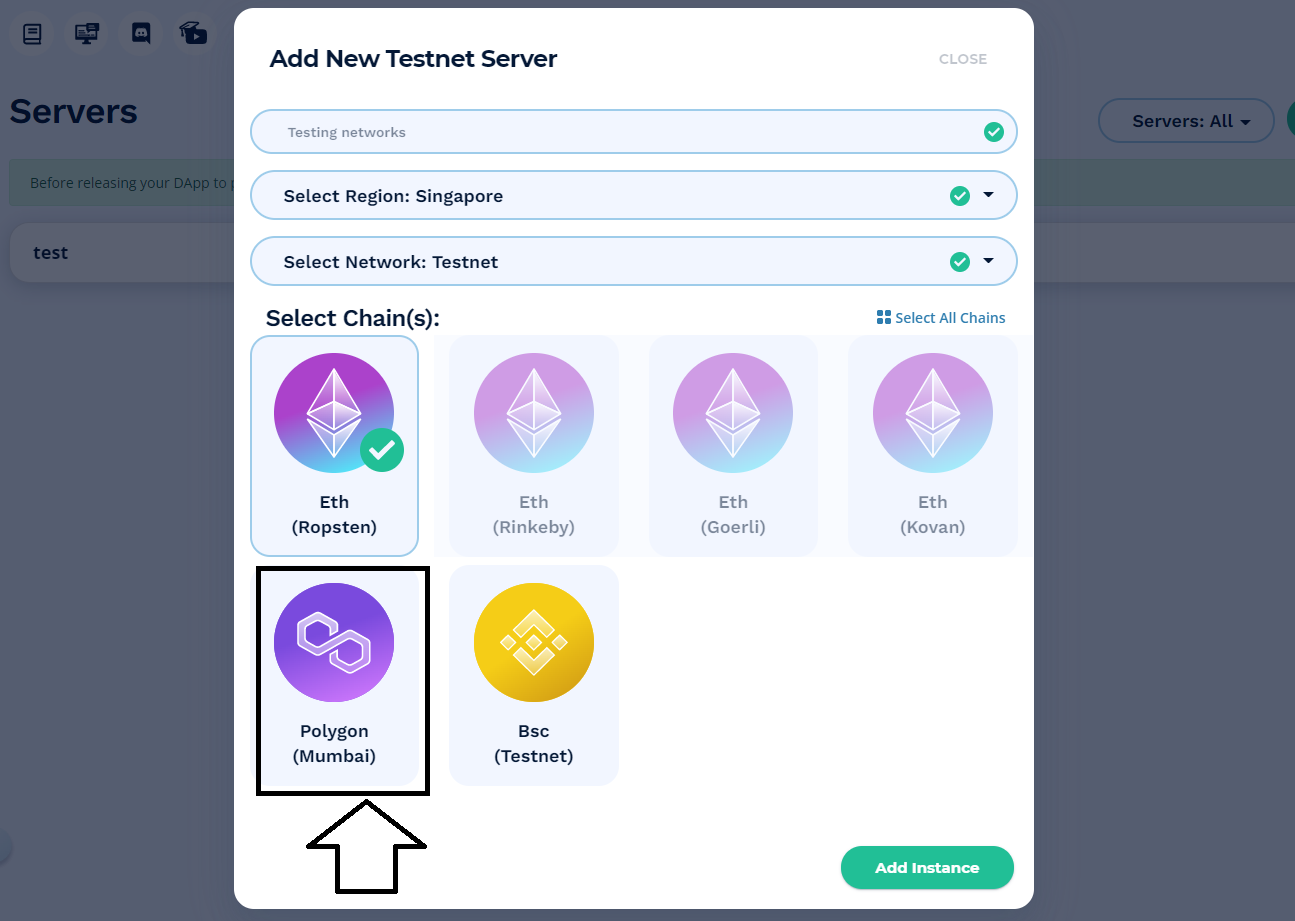 Add New Testnet Server
CLOSE
Servers
Testing networks
Servers: All
Before releasing your DApp to
Select Region: Singapore
test
Select Network: Testnet
Select Chain(s):
Select All Chains
Eth
(Ropsten)
Eth
(Rinkeby)
Eth
(Goerli)
Eth
(Kovan)
Polygon
(Mumbai)
Bsc
(Testnet)
Add Instance